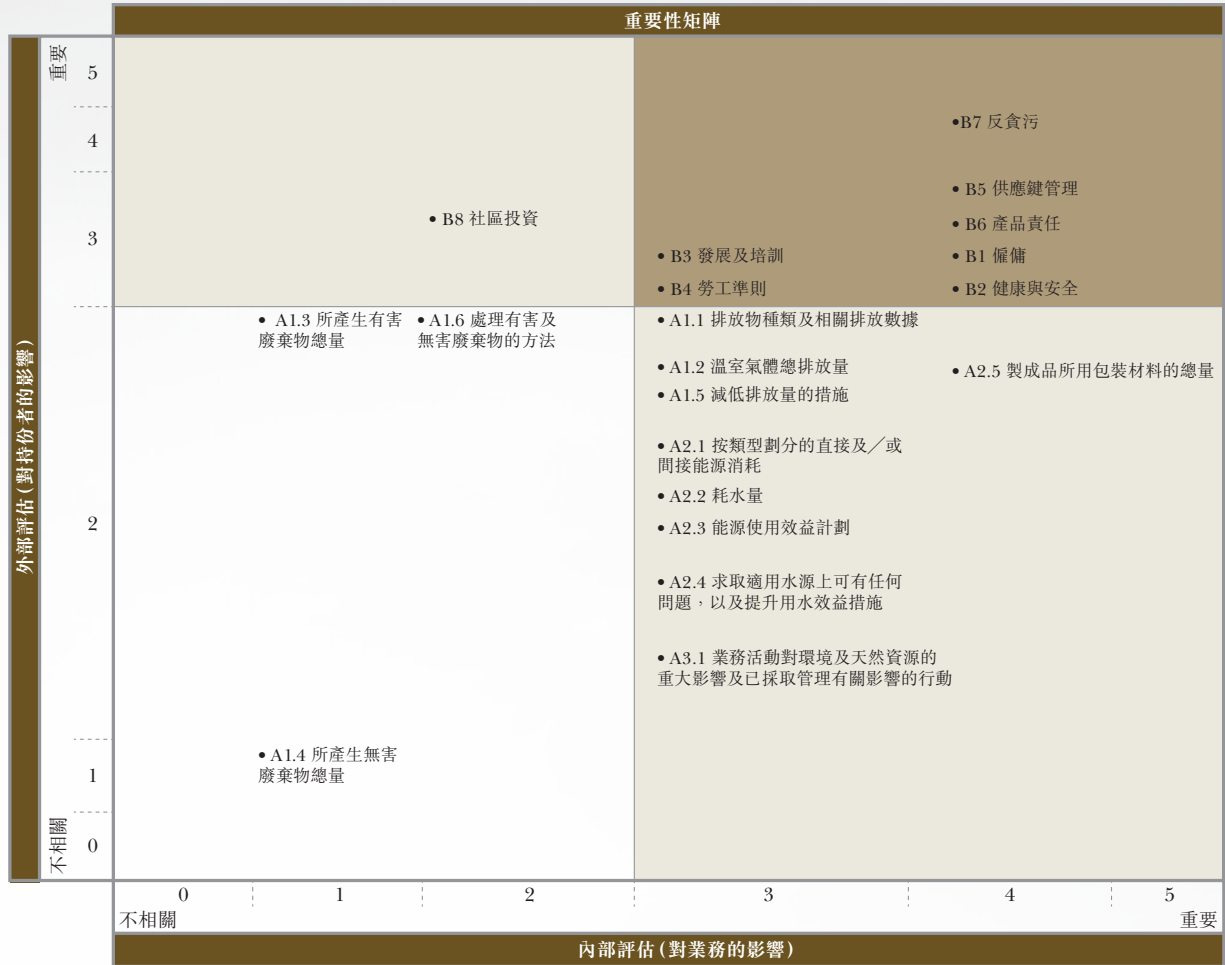 重要性矩陣
外部評估(對持份者的影響)
重要
5
4
3
2
1
0
不相關
•B7 反貪污
• B5 供應鍵管理
• B8 社區投資
• B6 產品責任
• B3 發展及培訓
• B1 僱傭
• B4 勞工準則
• B2 健康與安全
• A1.3 所產生有害
廢棄物總量
• A1.6 處理有害及
無害廢棄物的方法
• A1.1 排放物種類及相關排放數據
• A1.2 溫室氣體總排放量
• A2.5 製成品所用包裝材料的總量
• A1.5 減低排放量的措施
• A2.1 按類型劃分的直接及╱或
間接能源消耗
• A2.2 耗水量
• A2.3 能源使用效益計劃
• A2.4 求取適用水源上可有任何
問題，以及提升用水效益措施
• A3.1 業務活動對環境及天然資源的
重大影響及已採取管理有關影響的行動
• A1.4 所產生無害
廢棄物總量
0 1 2 3 4 5
不相關 重要
內部評估(對業務的影響)